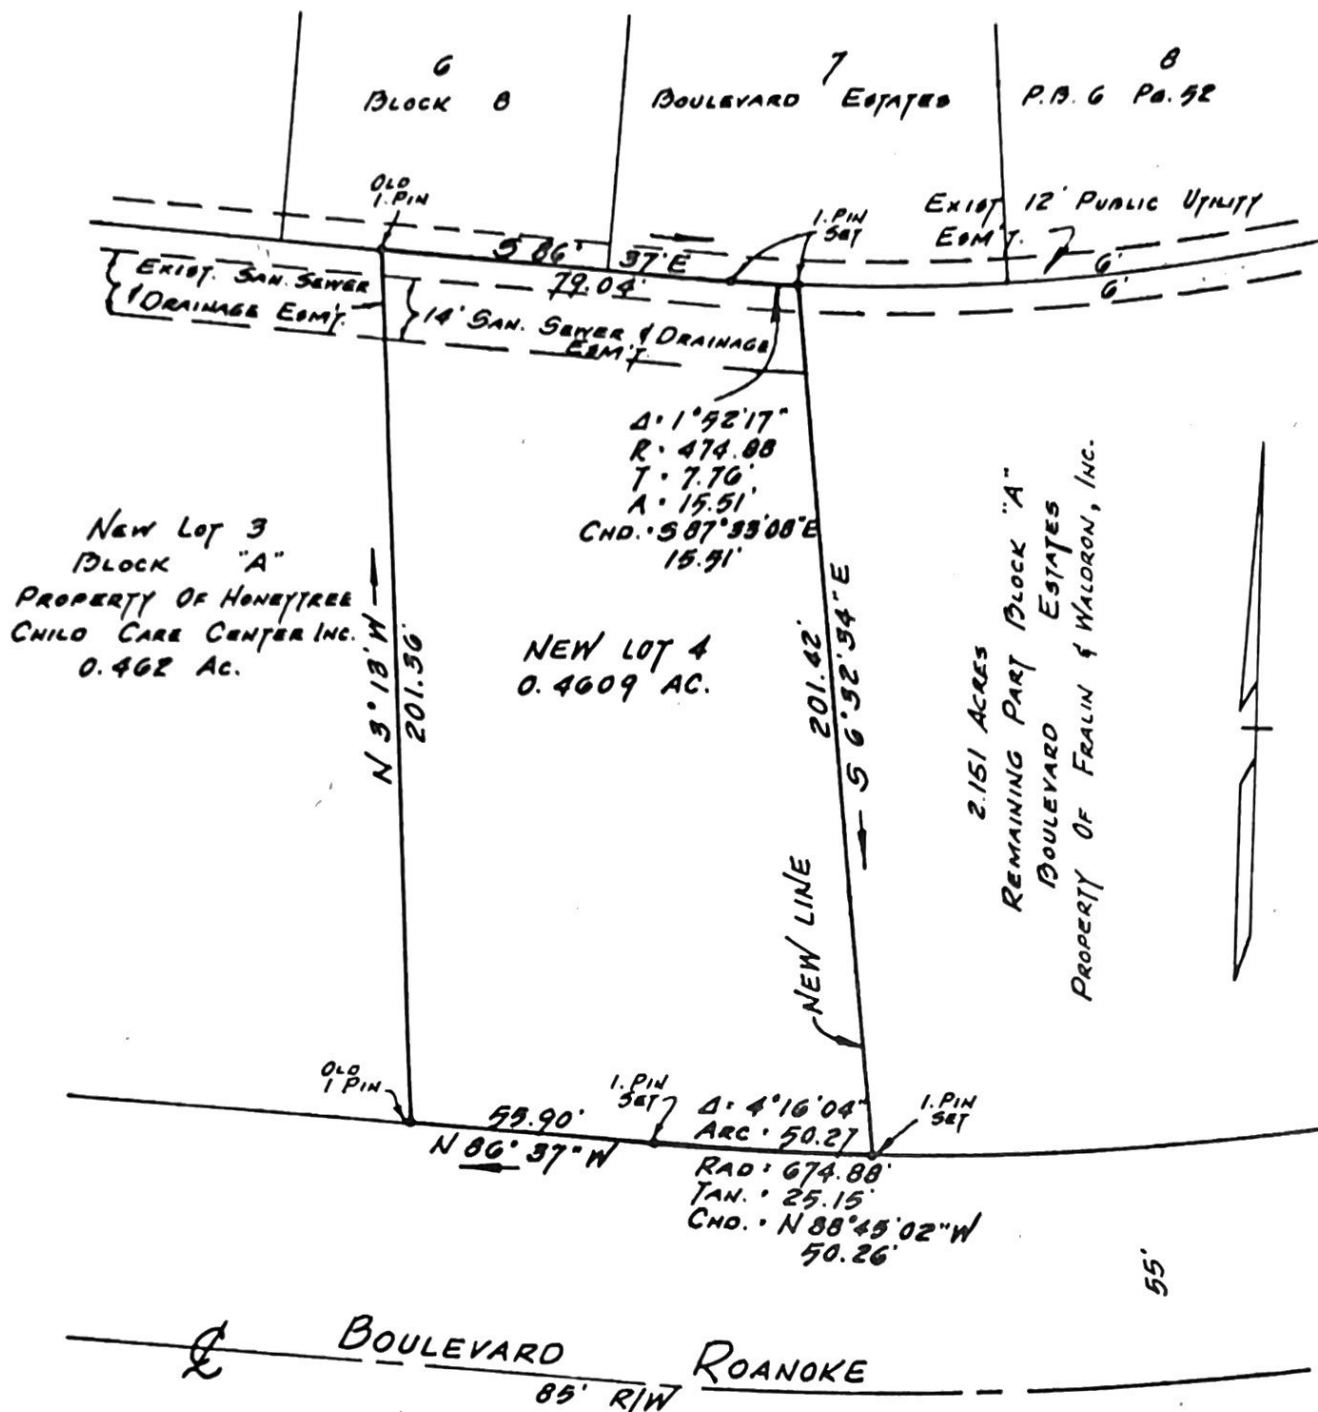 6
BLOCK 8
7
BOULEVARD ESTATES
8
P.B. 6 PG. 52
OLD
I. PIN
I. PIN
SET
EXIST. 12' PUBLIC UTILITY
ESM'T.
6'
6'
S 86° 37' E
79.04'
EXIST. SAN. SEWER
& DRAINAGE ESM'T.
14' SAN. SEWER & DRAINAGE
ESM'T.
Δ = 1°52'17"
R = 474.88
T = 7.76'
A = 15.51'
CHD. = S 87°33'08" E
15.51'
NEW LOT 3
BLOCK "A"
PROPERTY OF HONEYTREE
CHILD CARE CENTER INC.
0.462 AC.
N 3° 13' W
201.36'
NEW LOT 4
0.4609 AC.
201.42'
S 6°32'54" E
NEW LINE
2.151 ACRES
REMAINING PART BLOCK "A"
BOULEVARD ESTATES
PROPERTY OF FRALIN & WALDRON, INC.
OLD
I PIN
55.90'
N 86° 37" W
I. PIN
SET
Δ = 4°16'04"
ARC = 50.27
RAD = 674.88'
TAN. = 25.15'
CHD. = N 88°45'02" W
50.26'
I. PIN
SET
55'
℄ BOULEVARD ROANOKE
85' R/W